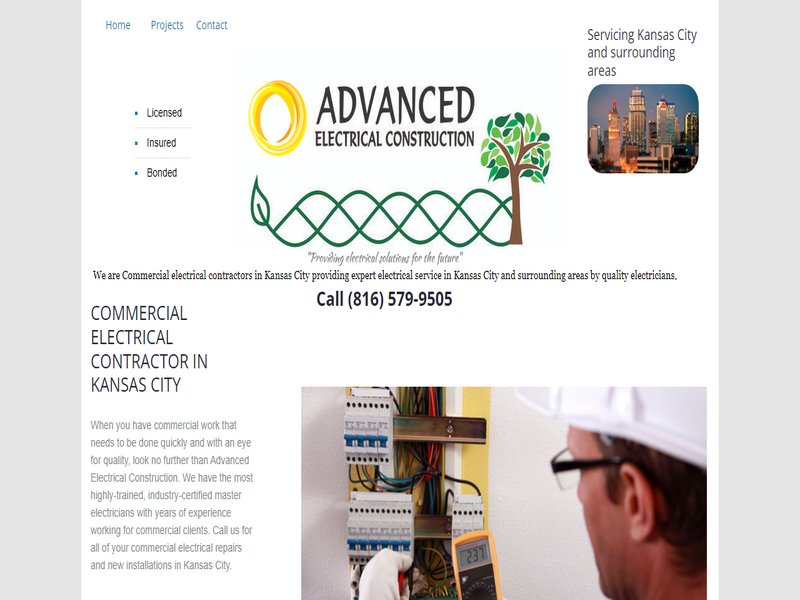 Home Projects Contact
Servicing Kansas City
and surrounding
areas
Licensed
Insured
Bonded
ADVANCED
ELECTRICAL CONSTRUCTION
"Providing electrical solutions for the future"
We are Commercial electrical contractors in Kansas City providing expert electrical service in Kansas City and surrounding areas by quality electricians.
Call (816) 579-9505
COMMERCIAL
ELECTRICAL
CONTRACTOR IN
KANSAS CITY
When you have commercial work that
needs to be done quickly and with an eye
for quality, look no further than Advanced
Electrical Construction. We have the most
highly-trained, industry-certified master
electricians with years of experience
working for commercial clients. Call us for
all of your commercial electrical repairs
and new installations in Kansas City.
237